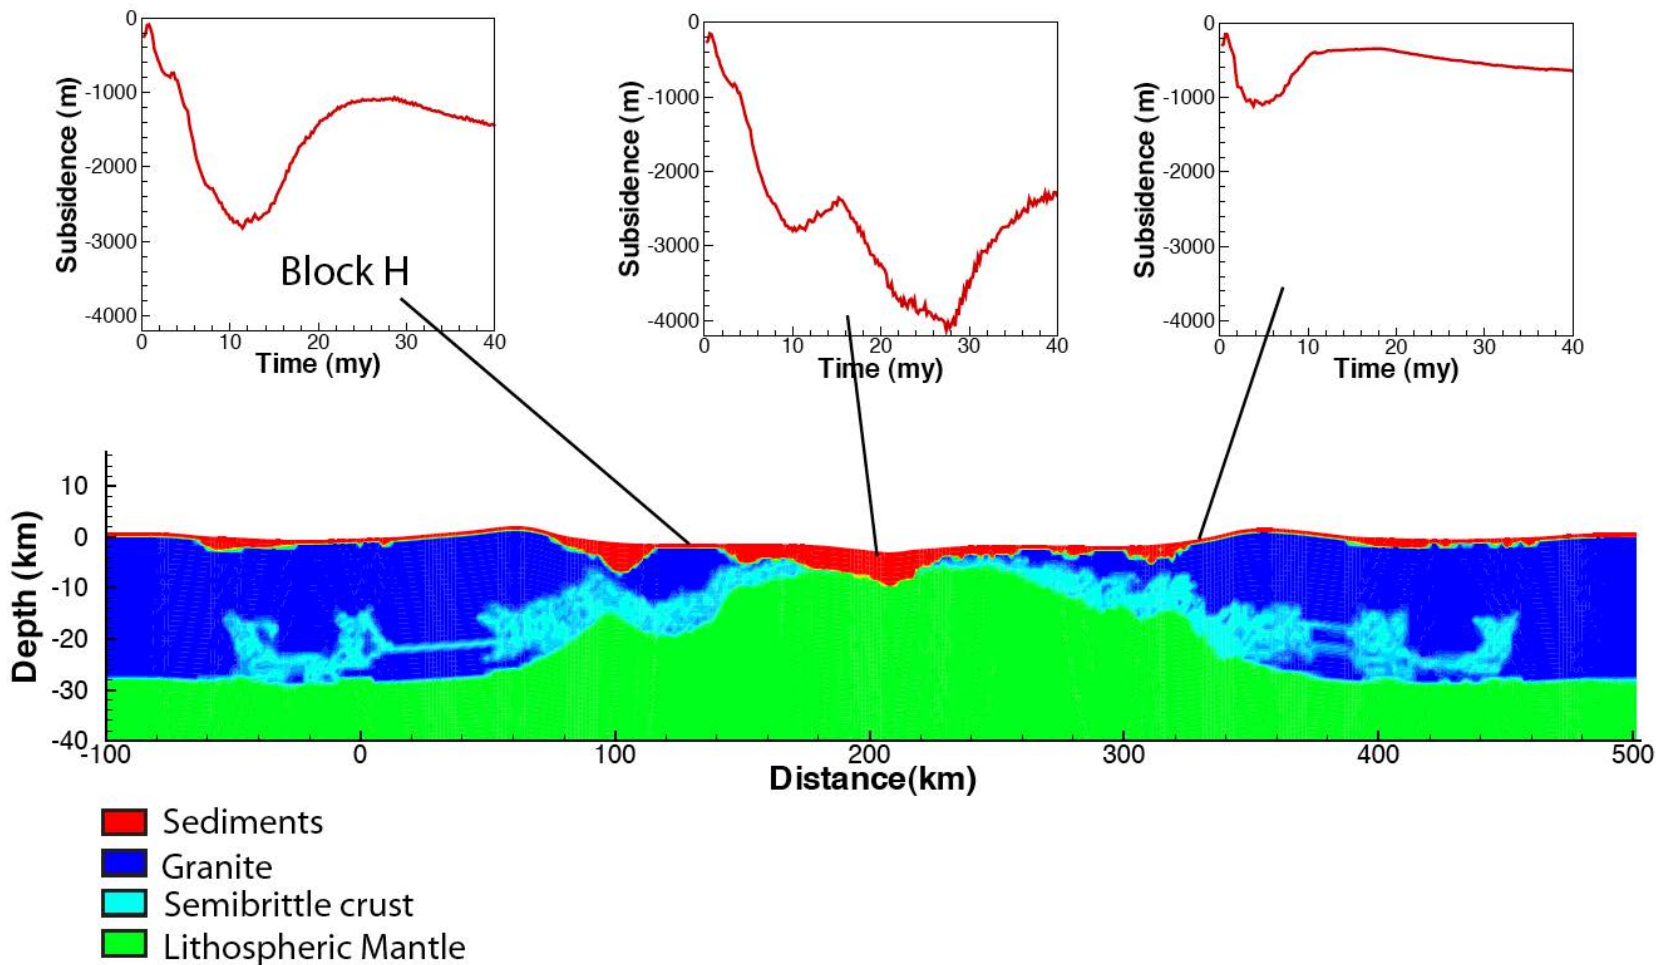 0
-1000
-2000
-3000
-4000
Subsidence (m)
0 10 20 30 40
Time (my)
Block H
0
-1000
-2000
-3000
-4000
Subsidence (m)
0 10 20 30 40
Time (my)
0
-1000
-2000
-3000
-4000
Subsidence (m)
0 10 20 30 40
Time (my)
10
0
-10
-20
-30
-40
Depth (km)
-100 0 100 200 300 400 500
Distance(km)
Sediments
Granite
Semibrittle crust
Lithospheric Mantle